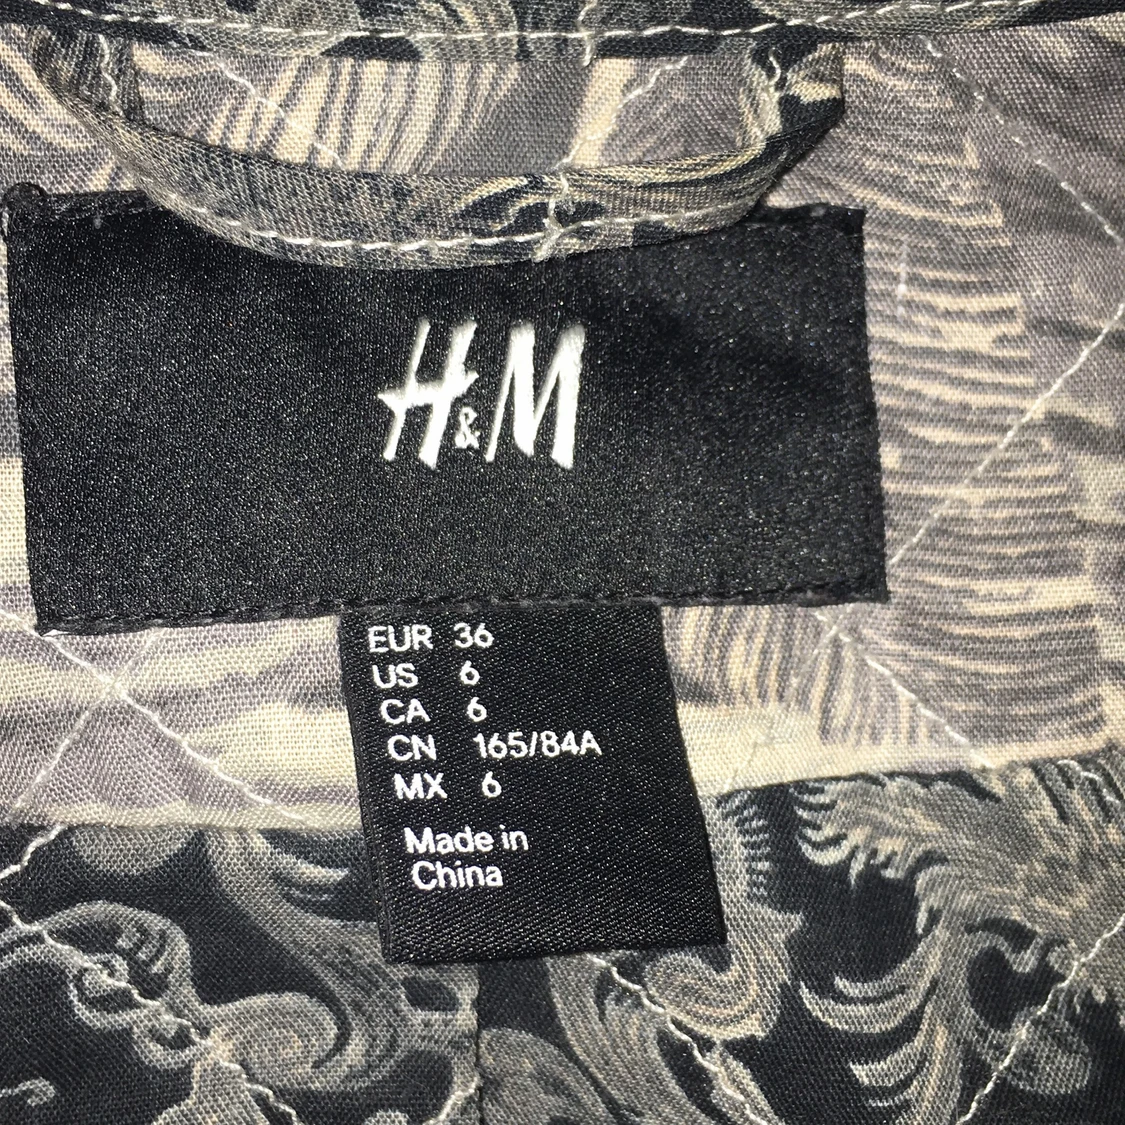 H&M
EUR 36
US 6
CA 6
CN 165/84A
MX 6
Made in
China